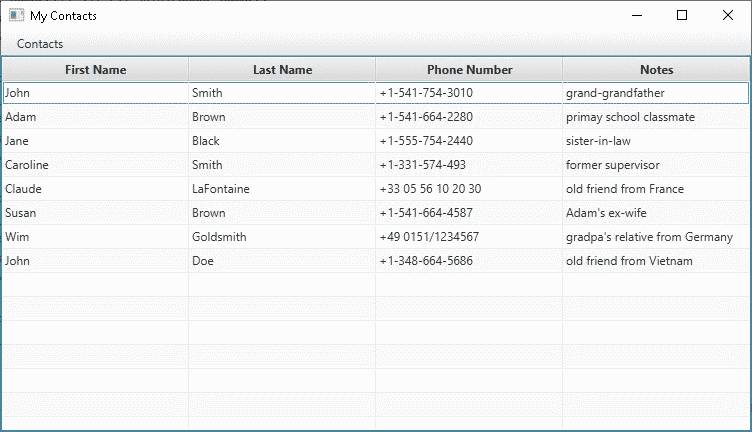 My Contacts
Contacts
First Name Last Name Phone Number Notes
John Smith +1-541-754-3010 grand-grandfather
Adam Brown +1-541-664-2280 primay school classmate
Jane Black +1-555-754-2440 sister-in-law
Caroline Smith +1-331-574-493 former supervisor
Claude LaFontaine +33 05 56 10 20 30 old friend from France
Susan Brown +1-541-664-4587 Adam's ex-wife
Wim Goldsmith +49 0151/1234567 gradpa's relative from Germany
John Doe +1-348-664-5686 old friend from Vietnam